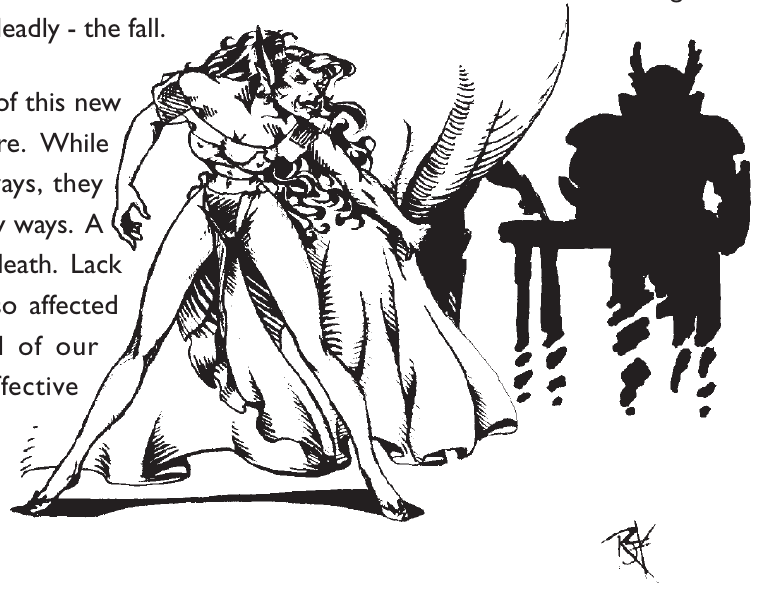 deadly - the fall.
of this new
re. While
ays, they
ways. A
death. Lack
so affected
of our
ffective